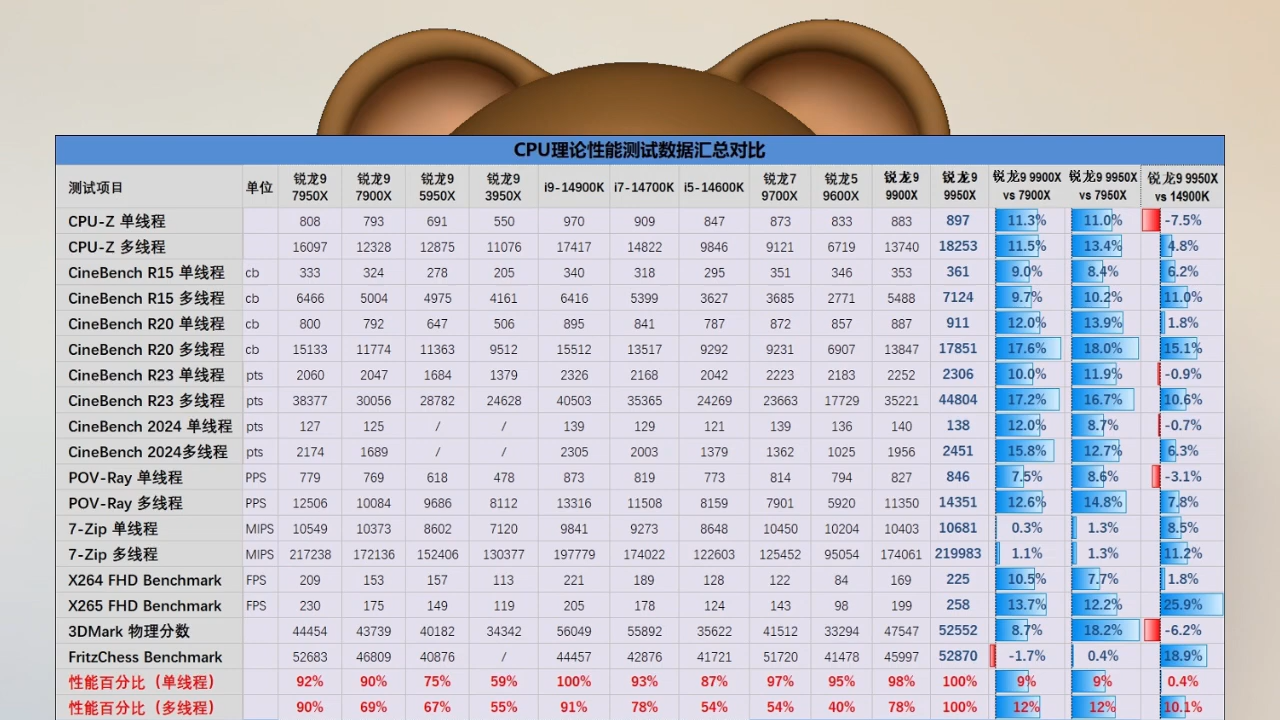 CPU理论性能测试数据汇总对比
测试项目 单位 锐龙9 7950X 锐龙9 7900X 锐龙9 5950X 锐龙9 3950X i9-14900K i7-14700K i5-14600K 锐龙7 9700X 锐龙5 9600X 锐龙9 9900X 锐龙9 9950X 锐龙9 9900X vs 7900X 锐龙9 9950X vs 7950X 锐龙9 9950X vs 14900K
CPU-Z 单线程 808 793 691 550 970 909 847 873 833 883 897 11.3% 11.0% -7.5%
CPU-Z 多线程 16097 12328 12875 11076 17417 14822 9846 9121 6719 13740 18253 11.5% 13.4% 4.8%
CineBench R15 单线程 cb 333 324 278 205 340 318 295 351 346 353 361 9.0% 8.4% 6.2%
CineBench R15 多线程 cb 6466 5004 4975 4161 6416 5399 3627 3685 2771 5488 7124 9.7% 10.2% 11.0%
CineBench R20 单线程 cb 800 792 647 506 895 841 787 872 857 887 911 12.0% 13.9% 1.8%
CineBench R20 多线程 cb 15132 11774 11363 9512 15512 13517 9292 9231 6907 13847 17851 17.6% 18.0% 15.1%
CineBench R23 单线程 pts 2060 2047 1684 1379 2326 2168 2042 2223 2183 2252 2306 10.0% 11.9% -0.9%
CineBench R23 多线程 pts 38377 30056 28782 24628 40503 35365 24269 23663 17729 35221 44804 17.2% 16.7% 10.6%
CineBench 2024 单线程 pts 127 125 / / 139 129 121 139 136 140 138 12.0% 8.7% -0.7%
CineBench 2024多线程 pts 2174 1689 / / 2305 2003 1379 1362 1025 1956 2451 15.8% 12.7% 6.3%
POV-Ray 单线程 PPS 779 769 618 478 873 819 773 814 794 827 846 7.5% 8.6% -3.1%
POV-Ray 多线程 PPS 12506 10084 9686 8112 13316 11508 8159 7901 5920 11350 14351 12.6% 14.8% 7.8%
7-Zip 单线程 MIPS 10549 10373 8602 7120 9841 9273 8648 10450 10204 10403 10681 0.3% 1.3% 8.5%
7-Zip 多线程 MIPS 217238 172136 152406 130377 197779 174022 122603 125452 95054 174061 219983 1.1% 1.3% 11.2%
X264 FHD Benchmark FPS 209 153 157 113 221 189 128 122 84 169 225 10.5% 7.7% 1.8%
X265 FHD Benchmark FPS 230 175 149 119 205 178 124 143 98 199 258 13.7% 12.2% 25.9%
3DMark 物理分数 44454 43739 40182 34342 56049 55892 35622 41512 33294 47547 52552 8.7% 18.2% -6.2%
FritzChess Benchmark 52683 46809 40876 / 44457 42876 41721 51720 41478 45997 52870 -1.7% 0.4% 18.9%
性能百分比（单线程） 92% 90% 75% 59% 100% 93% 87% 97% 95% 98% 100% 9% 9% 0.4%
性能百分比（多线程） 90% 69% 67% 55% 91% 78% 54% 54% 40% 78% 100% 12% 12% 10.1%